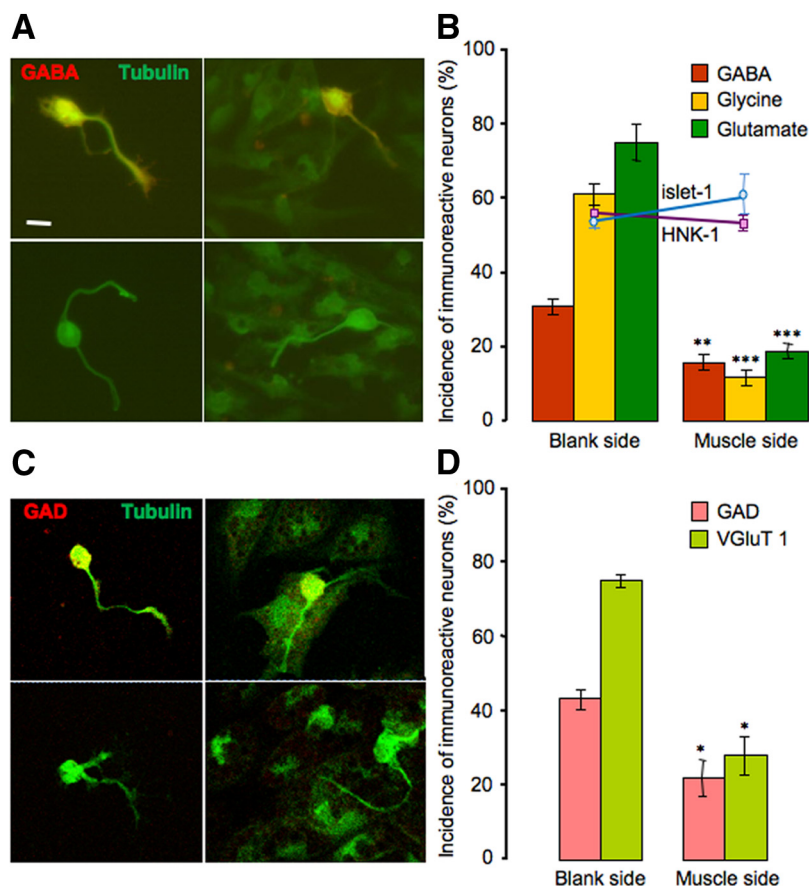 A
GABA Tubulin
B
Incidence of immunoreactive neurons (%)
100
80
60
40
20
0
GABA
Glycine
Glutamate
islet-1
HNK-1
**
***
***
Blank side Muscle side
C
GAD Tubulin
D
Incidence of immunoreactive neurons (%)
100
80
60
40
20
0
GAD
VGluT 1
*
*
Blank side Muscle side